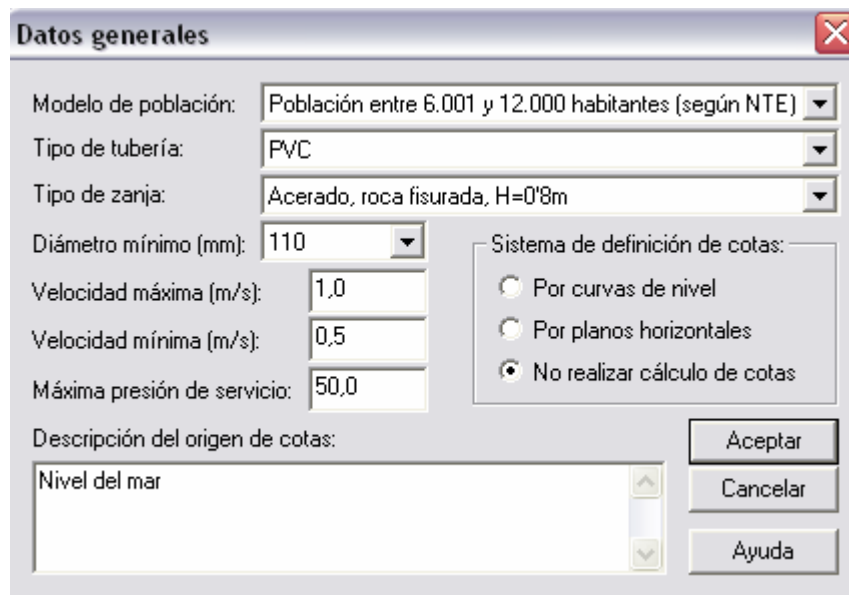 Datos generales
Modelo de población: Población entre 6.001 y 12.000 habitantes (según NTE)
Tipo de tubería: PVC
Tipo de zanja: Acerado, roca fisurada, H=0'8m
Diámetro mínimo (mm): 110
Velocidad máxima (m/s): 1,0
Velocidad mínima (m/s): 0,5
Máxima presión de servicio: 50,0
Sistema de definición de cotas:
Por curvas de nivel
Por planos horizontales
No realizar cálculo de cotas
Descripción del origen de cotas:
Nivel del mar
Aceptar
Cancelar
Ayuda